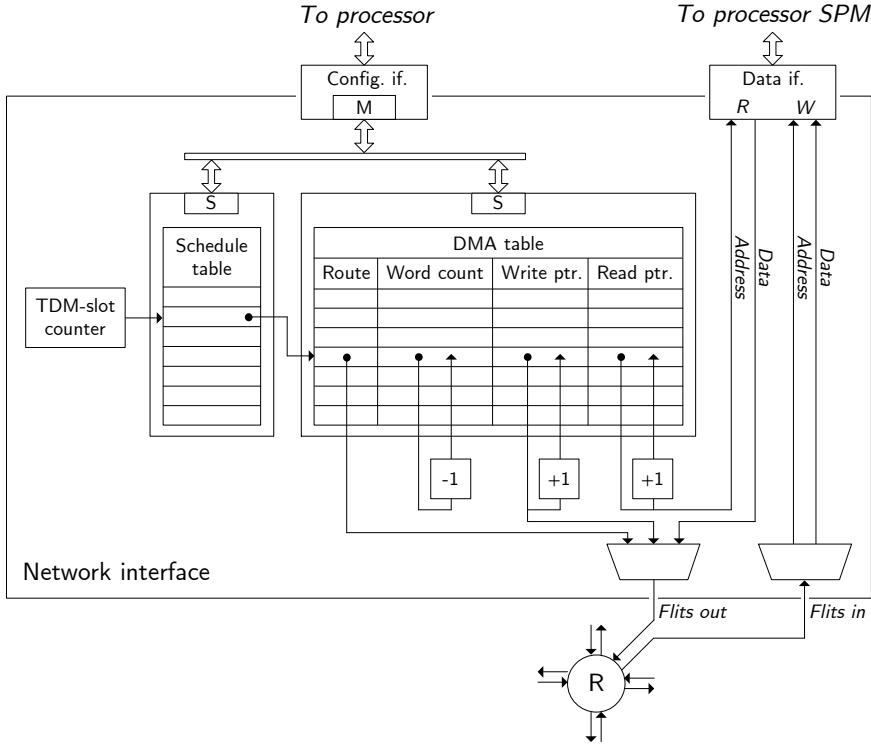 To processor
To processor SPM
Config. if.
M
Data if.
R
W
S
S
Schedule
table
DMA table
Route
Word count
Write ptr.
Read ptr.
TDM-slot
counter
Address
Data
Address
Data
-1
+1
+1
Network interface
Flits out
Flits in
R